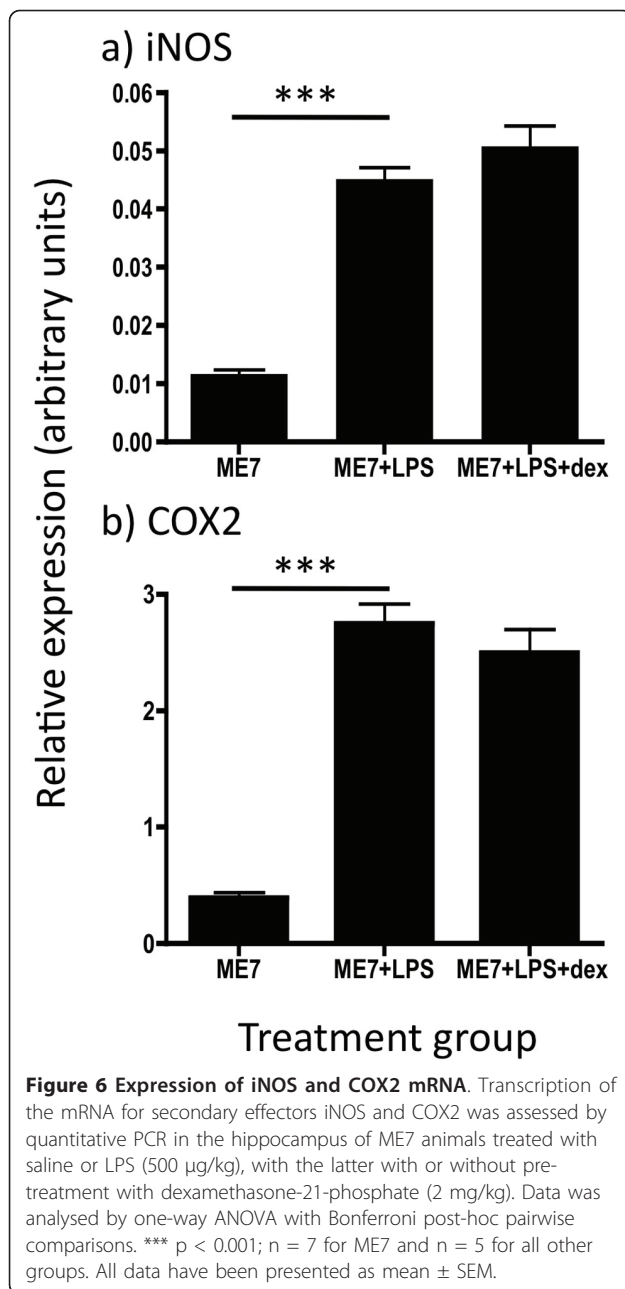 a) iNOS
***
0.06
0.05
0.04
0.03
0.02
0.01
0.00
ME7 ME7+LPS ME7+LPS+dex
b) COX2
***
3
2
1
0
ME7 ME7+LPS ME7+LPS+dex
Relative expression (arbitrary units)
Treatment group
Figure 6 Expression of iNOS and COX2 mRNA. Transcription of
the mRNA for secondary effectors iNOS and COX2 was assessed by
quantitative PCR in the hippocampus of ME7 animals treated with
saline or LPS (500 μg/kg), with the latter with or without pre-
treatment with dexamethasone-21-phosphate (2 mg/kg). Data was
analysed by one-way ANOVA with Bonferroni post-hoc pairwise
comparisons. *** p < 0.001; n = 7 for ME7 and n = 5 for all other
groups. All data have been presented as mean ± SEM.